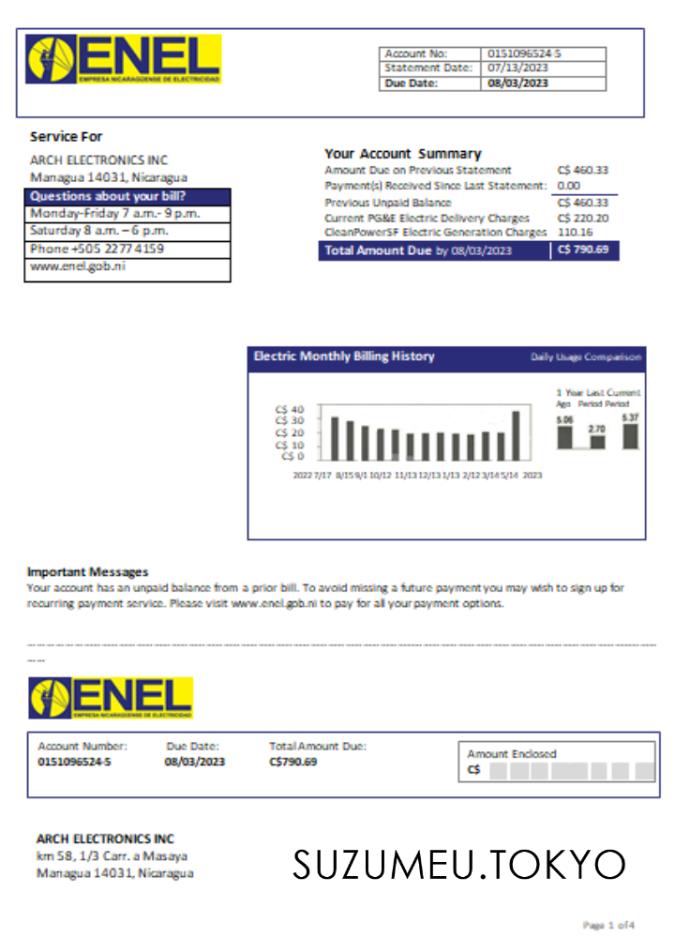 ENEL
EMPRESA NICARAGÜENSE DE ELECTRICIDAD
Account No: 0151096524-5
Statement Date: 07/13/2023
Due Date: 08/03/2023
Service For
ARCH ELECTRONICS INC
Managua 14031, Nicaragua
Questions about your bill?
Monday-Friday 7 a.m.- 9 p.m.
Saturday 8 a.m. – 6 p.m.
Phone +505 2277 4159
www.enel.gob.ni
Your Account Summary
Amount Due on Previous Statement C$ 460.33
Payment(s) Received Since Last Statement: 0.00
Previous Unpaid Balance C$ 460.33
Current PG&E Electric Delivery Charges C$ 220.20
CleanPowerSF Electric Generation Charges 110.16
Total Amount Due by 08/03/2023 C$ 790.69
Electric Monthly Billing History Daily Usage Comparison
1 Year Last Current
Ago Period Period
5.06 2.70 5.37
C$ 40
C$ 30
C$ 20
C$ 10
C$ 0
2022 7/17 8/15 9/1 10/12 11/13 12/13 1/13 2/12 3/14 5/14 2023
Important Messages
Your account has an unpaid balance from a prior bill. To avoid missing a future payment you may wish to sign up for
recurring payment service. Please visit www.enel.gob.ni to pay for all your payment options.
ENEL
EMPRESA NICARAGÜENSE DE ELECTRICIDAD
Account Number: Due Date: Total Amount Due:
0151096524-5 08/03/2023 C$790.69
Amount Enclosed
C$
ARCH ELECTRONICS INC
km 58, 1/3 Carr. a Masaya
Managua 14031, Nicaragua
SUZUMEU.TOKYO
Page 1 of 4